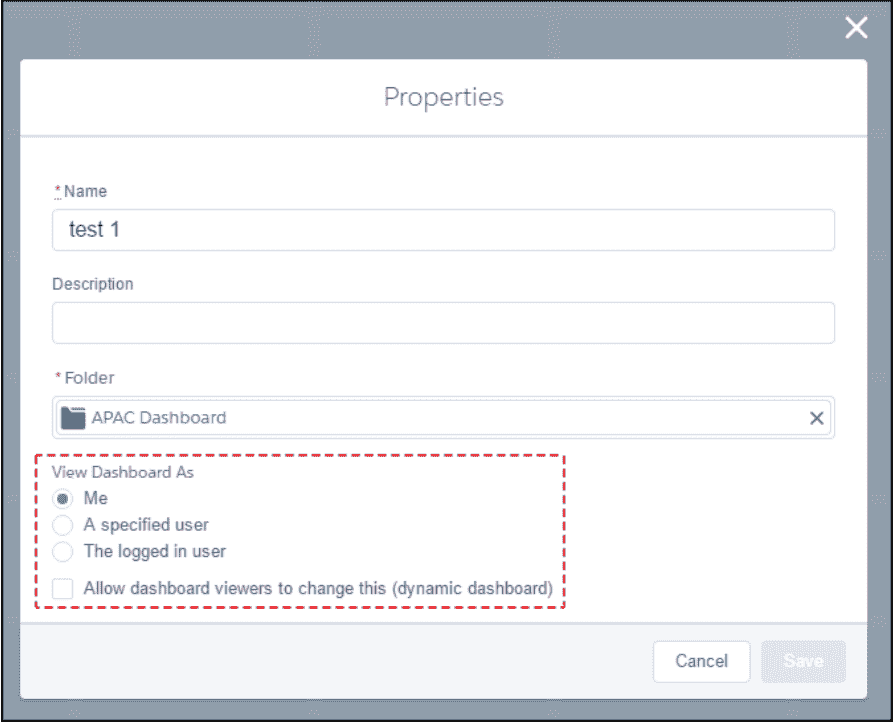 Properties
*Name
test 1
Description
*Folder
APAC Dashboard
View Dashboard As
Me
A specified user
The logged in user
Allow dashboard viewers to change this (dynamic dashboard)
Cancel
Save